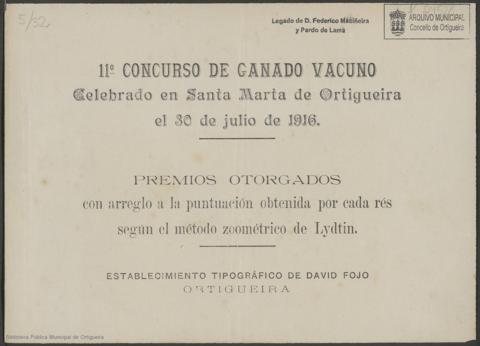 5/32
Legado de D. Federico Maciñeira
y Pardo de Lama
ARQUIVO MUNICIPAL
Concello de Ortigueira
11º CONCURSO DE GANADO VACUNO
Celebrado en Santa Marta de Ortigueira
el 30 de julio de 1916.
PREMIOS OTORGADOS
con arreglo a la puntuación obtenida por cada rés
según el método zoométrico de Lydtin.
ESTABLECIMIENTO TIPOGRÁFICO DE DAVID FOJO
ORTIGUEIRA
Biblioteca Pública Municipal de Ortigueira